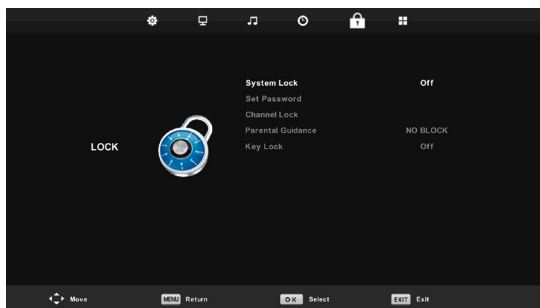 System Lock Off
Set Password
Channel Lock
Parental Guidance NO BLOCK
LOCK
Key Lock Off
Move MENU Return OK Select EXIT Exit